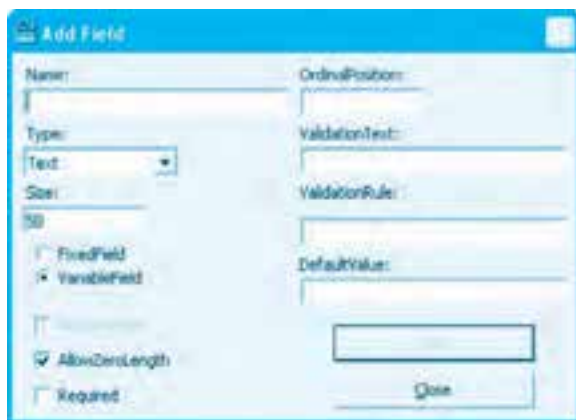 Add Field
Name:
OrdinalPosition:
Type:
ValidationText:
Text
Size:
ValidationRule:
50
FixedField
VariableField
DefaultValue:
AllowZeroLength
Required
Close